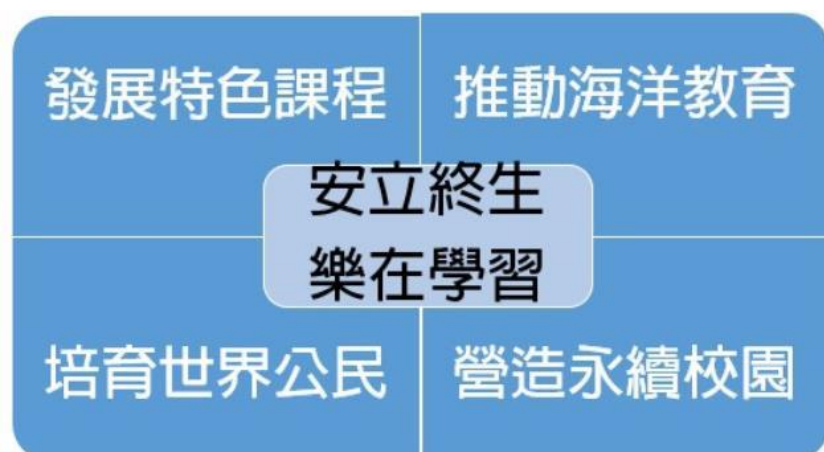 發展特色課程
推動海洋教育
安立終生
樂在學習
培育世界公民
營造永續校園